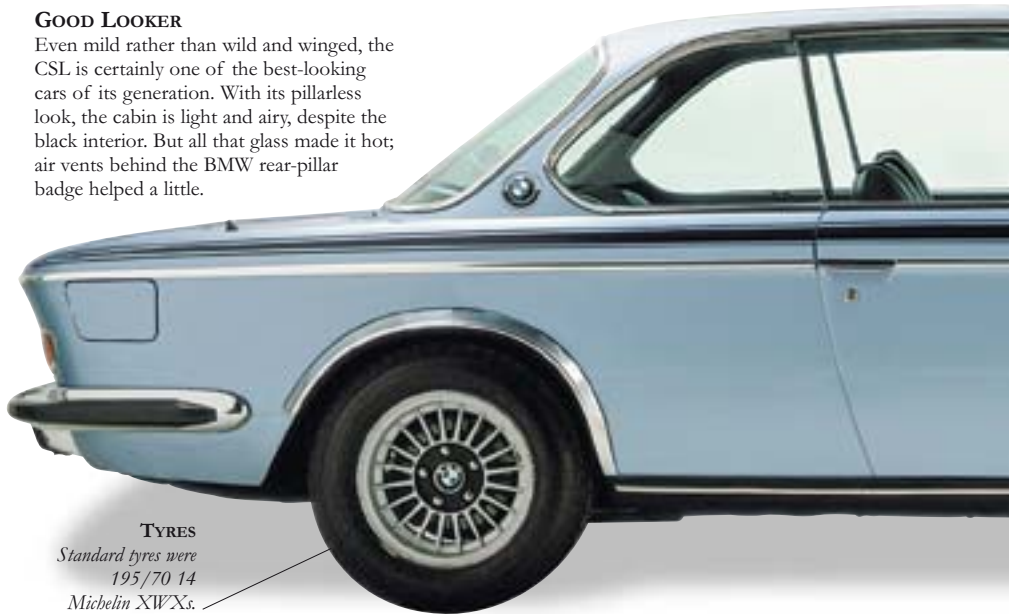 GOOD LOOKER
Even mild rather than wild and winged, the
CSL is certainly one of the best-looking
cars of its generation. With its pillarless
look, the cabin is light and airy, despite the
black interior. But all that glass made it hot;
air vents behind the BMW rear-pillar
badge helped a little.
TYRES
Standard tyres were
195/70 14
Michelin XWXs.